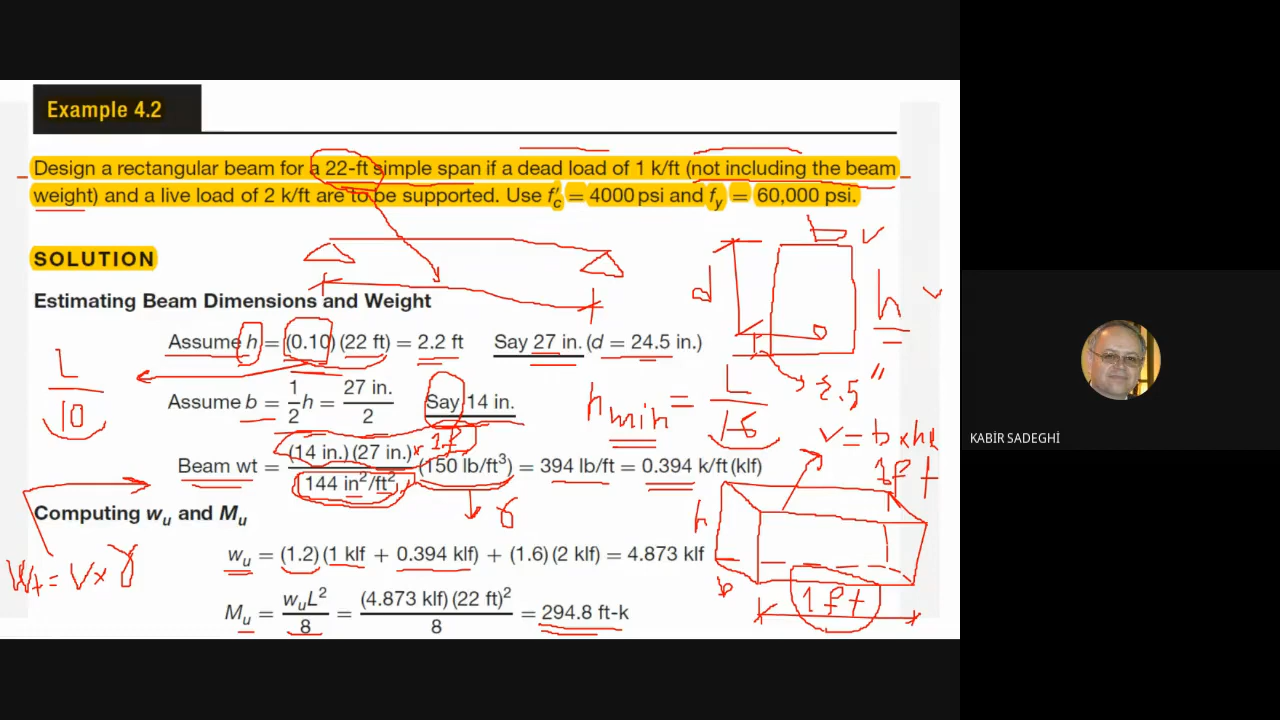 Example 4.2
Design a rectangular beam for a 22-ft simple span if a dead load of 1 k/ft (not including the beam
weight) and a live load of 2 k/ft are to be supported. Use f′c = 4000 psi and fy = 60,000 psi.
SOLUTION
b
d
h
Estimating Beam Dimensions and Weight
Assume h = (0.10)(22 ft) = 2.2 ft Say 27 in. (d = 24.5 in.)
L/10
2.5"
Assume b = 1/2 h = 27 in./2 Say 14 in.
hmin = L/16
Beam wt = (14 in.)(27 in.)/144 in²/ft² (150 lb/ft³) = 394 lb/ft = 0.394 k/ft (klf)
γ
1ft
h
Computing wu and Mu
Wt = V×γ
wu = (1.2)(1 klf + 0.394 klf) + (1.6)(2 klf) = 4.873 klf
b
1ft
Mu = wuL²/8 = (4.873 klf)(22 ft)²/8 = 294.8 ft-k
KABİR SADEGHİ